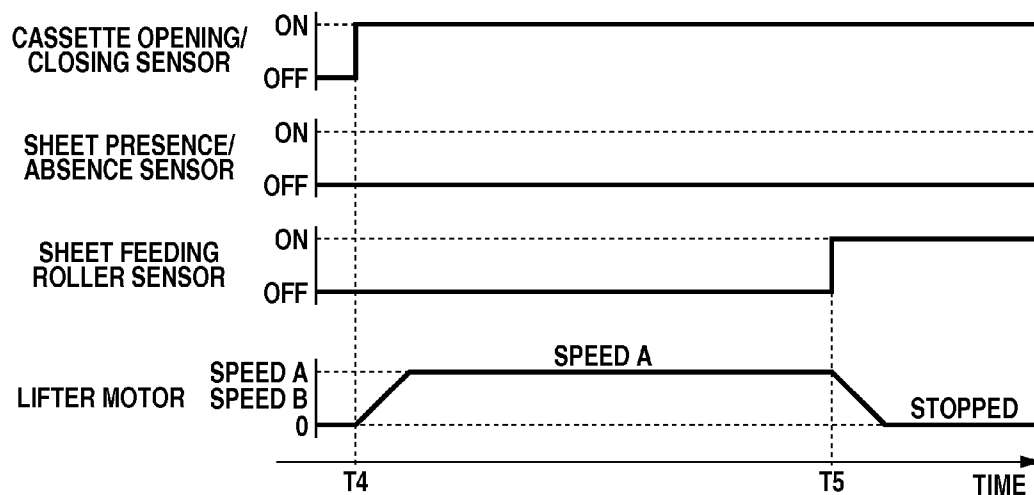 CASSETTE OPENING/
CLOSING SENSOR
ON
OFF
SHEET PRESENCE/
ABSENCE SENSOR
ON
OFF
SHEET FEEDING
ROLLER SENSOR
ON
OFF
LIFTER MOTOR
SPEED A
SPEED B
0
SPEED A
STOPPED
T4
T5
TIME